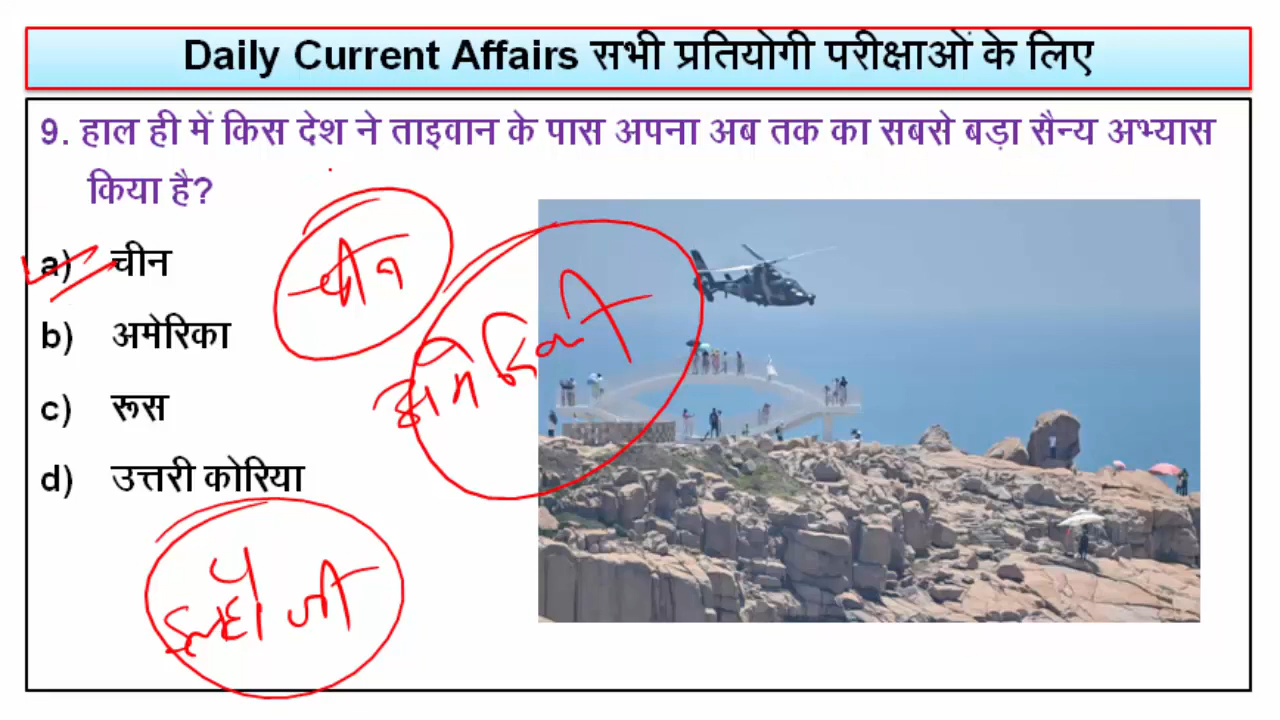 Daily Current Affairs सभी प्रतियोगी परीक्षाओं के लिए
9. हाल ही में किस देश ने ताइवान के पास अपना अब तक का सबसे बड़ा सैन्य अभ्यास
किया है?
a) चीन
b) अमेरिका
c) रूस
d) उत्तरी कोरिया
चीन